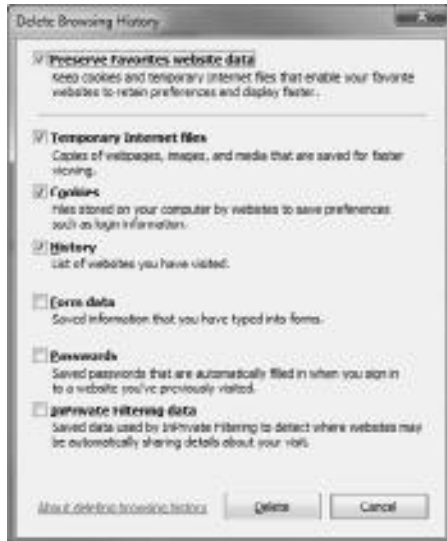 Delete Browsing History
Preserve Favorites website data
Keep cookies and temporary Internet files that enable your favorite
websites to retain preferences and display faster.
Temporary Internet files
Copies of webpages, images, and media that are saved for faster
viewing.
Cookies
Files stored on your computer by websites to save preferences
such as login information.
History
List of websites you have visited.
Form data
Saved information that you have typed into forms.
Passwords
Saved passwords that are automatically filled in when you sign in
to a website you've previously visited.
InPrivate Filtering data
Saved data used by InPrivate Filtering to detect where websites may
be automatically sharing details about your visit.
About deleting browsing history
Delete
Cancel